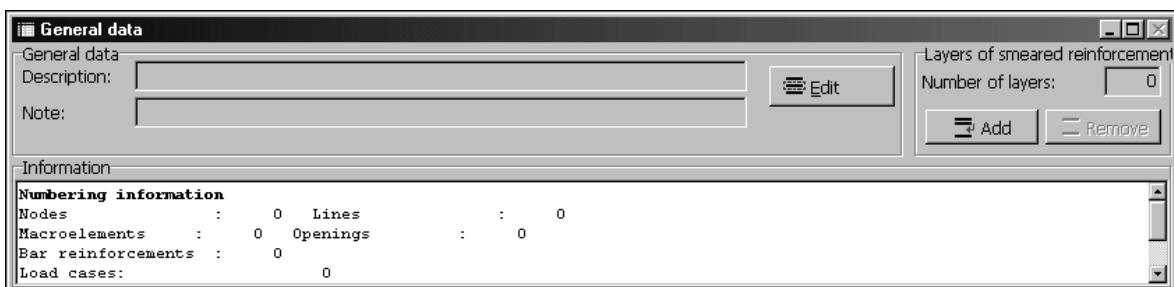 General data
General data
Description:
Note:
Edit
Layers of smeared reinforcement
Number of layers: 0
Add Remove
Information
Numbering information
Nodes : 0 Lines : 0
Macroelements : 0 Openings : 0
Bar reinforcements : 0
Load cases: 0